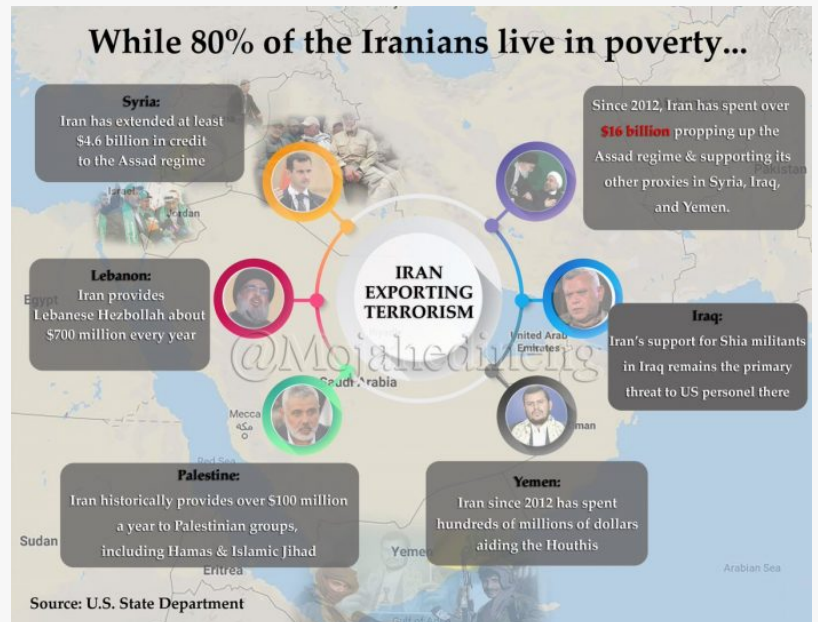 While 80% of the Iranians live in poverty...
Syria:
Iran has extended at least
$4.6 billion in credit
to the Assad regime
Since 2012, Iran has spent over
$16 billion propping up the
Assad regime & supporting its
other proxies in Syria, Iraq,
and Yemen.
Pakistan
Israel
Jordan
Lebanon:
Iran provides
Lebanese Hezbollah about
$700 million every year
Egypt
IRAN
EXPORTING
TERRORISM
Iraq:
Iran's support for Shia militants
in Iraq remains the primary
threat to US personel there
United Arab
Emirates
@Mojahedineng
Saudi Arabia
Mecca
مكة
Oman
Red Sea
Palestine:
Iran historically provides over $100 million
a year to Palestinian groups,
including Hamas & Islamic Jihad
Yemen:
Iran since 2012 has spent
hundreds of millions of dollars
aiding the Houthis
Sudan
Eritrea
Yemen
Arabian Sea
Source: U.S. State Department